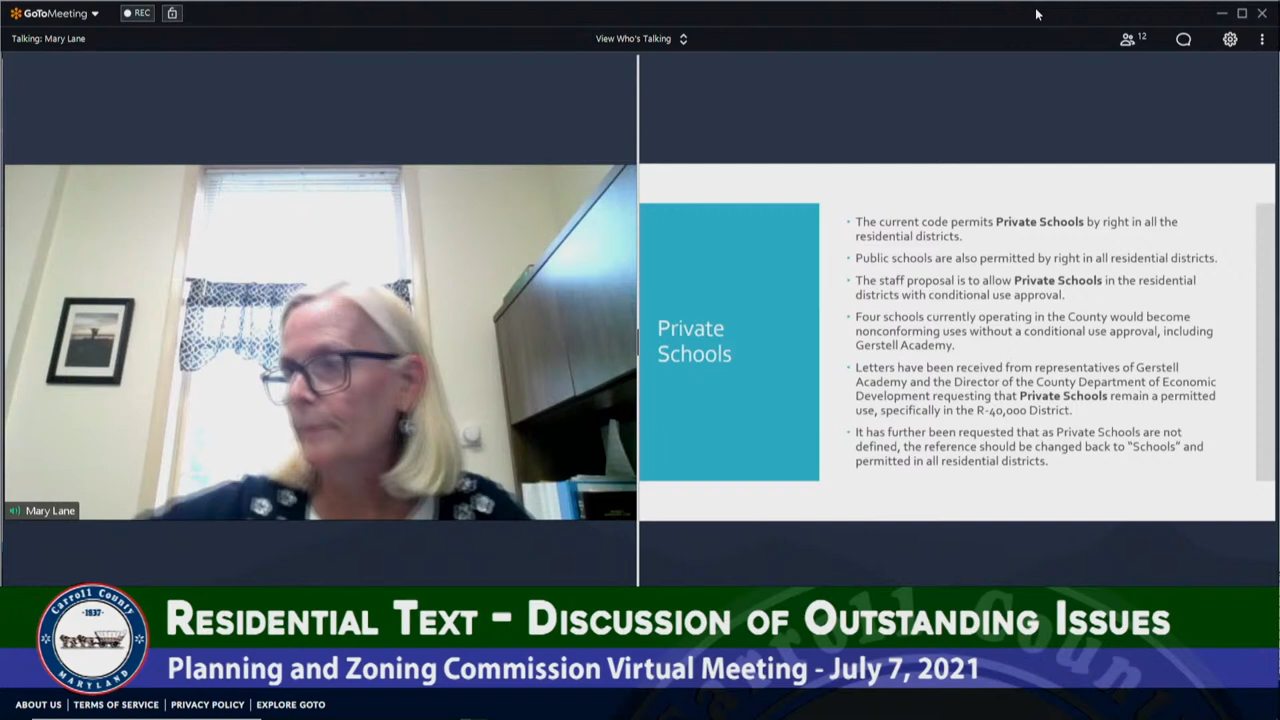 GoToMeeting
REC
Talking: Mary Lane
View Who's Talking
12
Mary Lane
Private
Schools
• The current code permits Private Schools by right in all the
residential districts.
• Public schools are also permitted by right in all residential districts.
• The staff proposal is to allow Private Schools in the residential
districts with conditional use approval.
• Four schools currently operating in the County would become
nonconforming uses without a conditional use approval, including
Gerstell Academy.
• Letters have been received from representatives of Gerstell
Academy and the Director of the County Department of Economic
Development requesting that Private Schools remain a permitted
use, specifically in the R-40,000 District.
• It has further been requested that as Private Schools are not
defined, the reference should be changed back to "Schools" and
permitted in all residential districts.
Carroll County
1837
MARYLAND
Residential Text – Discussion of Outstanding Issues
Planning and Zoning Commission Virtual Meeting - July 7, 2021
ABOUT US | TERMS OF SERVICE | PRIVACY POLICY | EXPLORE GOTO